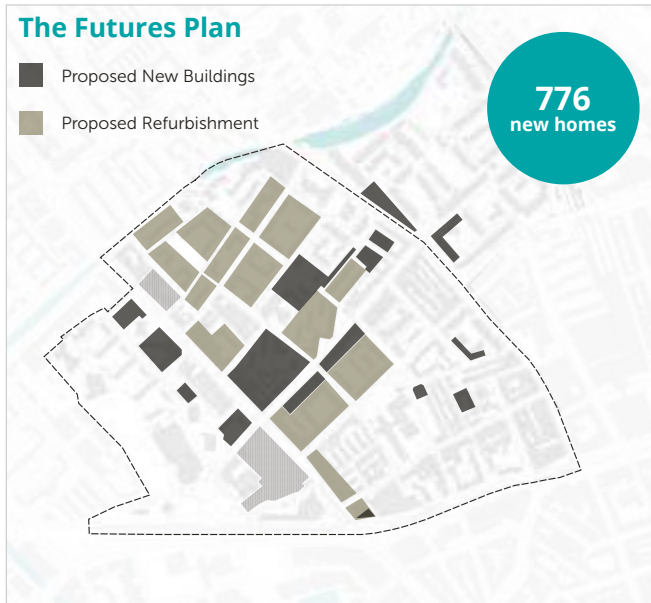 The Futures Plan
Proposed New Buildings
Proposed Refurbishment
776
new homes